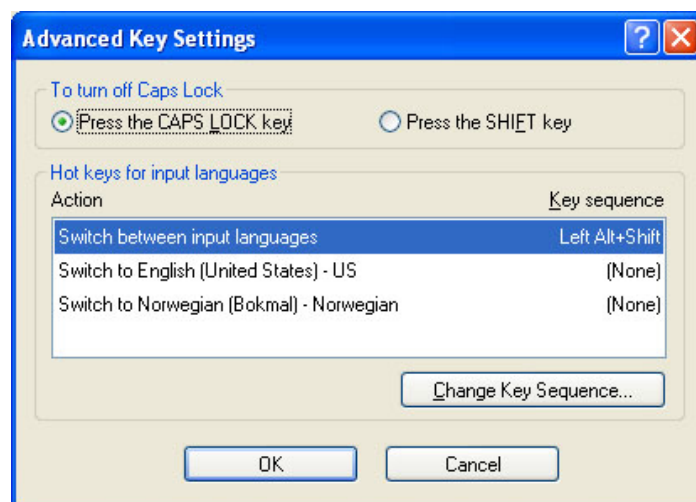 Advanced Key Settings
To turn off Caps Lock
Press the CAPS LOCK key Press the SHIFT key
Hot keys for input languages
Action Key sequence
Switch between input languages Left Alt+Shift
Switch to English (United States) - US (None)
Switch to Norwegian (Bokmal) - Norwegian (None)
Change Key Sequence...
OK Cancel